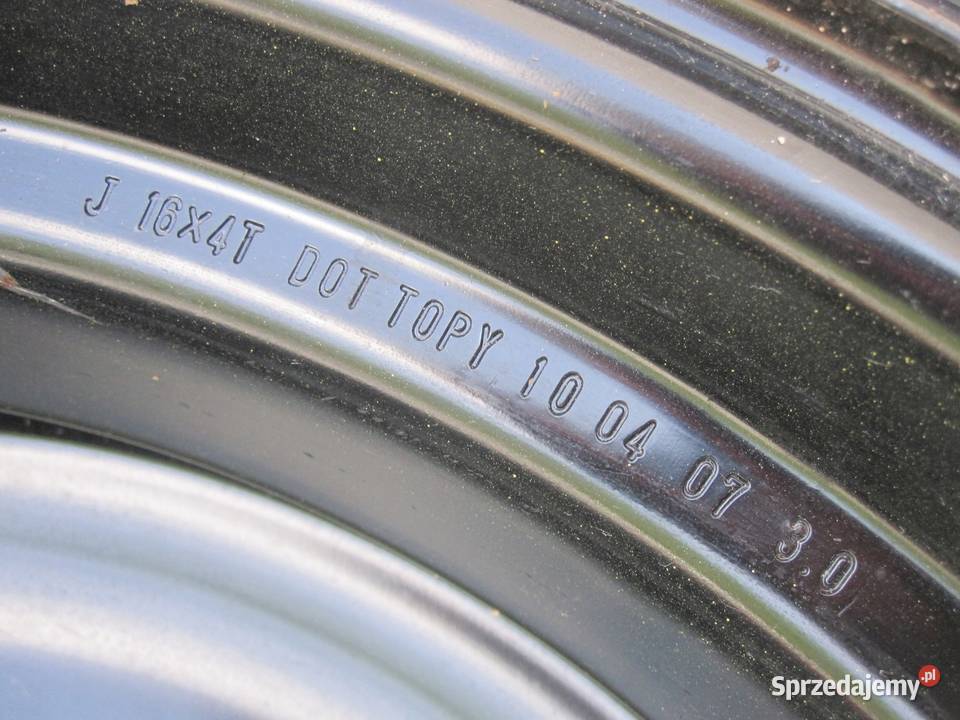 J 16X4T DOT TOPY 10 04 07 3.0
Sprzedajemy.pl